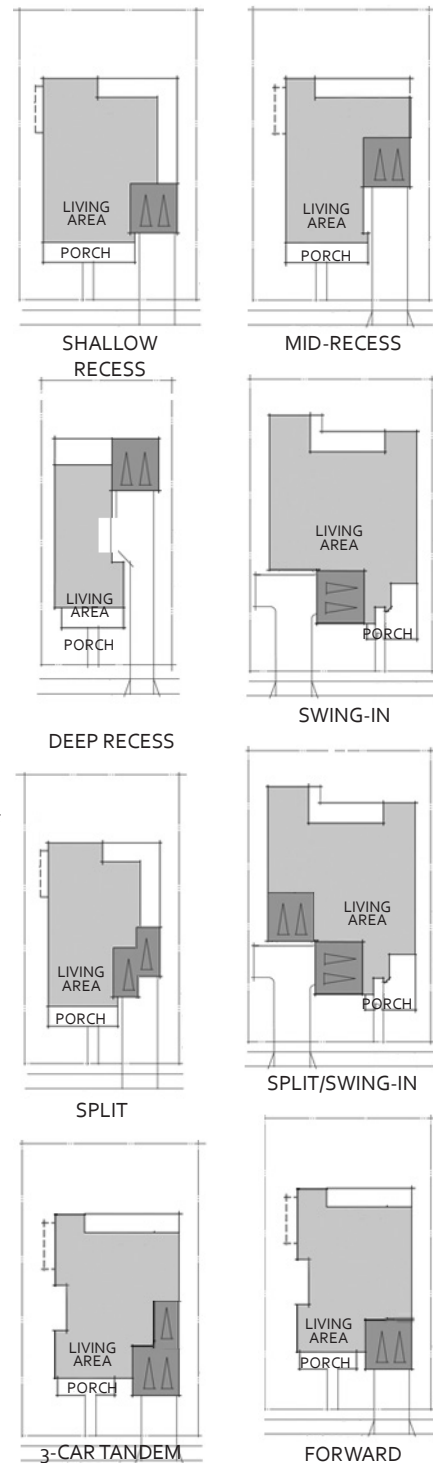 LIVING
AREA
PORCH
SHALLOW
RECESS
LIVING
AREA
PORCH
MID-RECESS
LIVING
AREA
PORCH
DEEP RECESS
LIVING
AREA
PORCH
SWING-IN
LIVING
AREA
PORCH
SPLIT
LIVING
AREA
PORCH
SPLIT/SWING-IN
LIVING
AREA
PORCH
3-CAR TANDEM
LIVING
AREA
PORCH
FORWARD